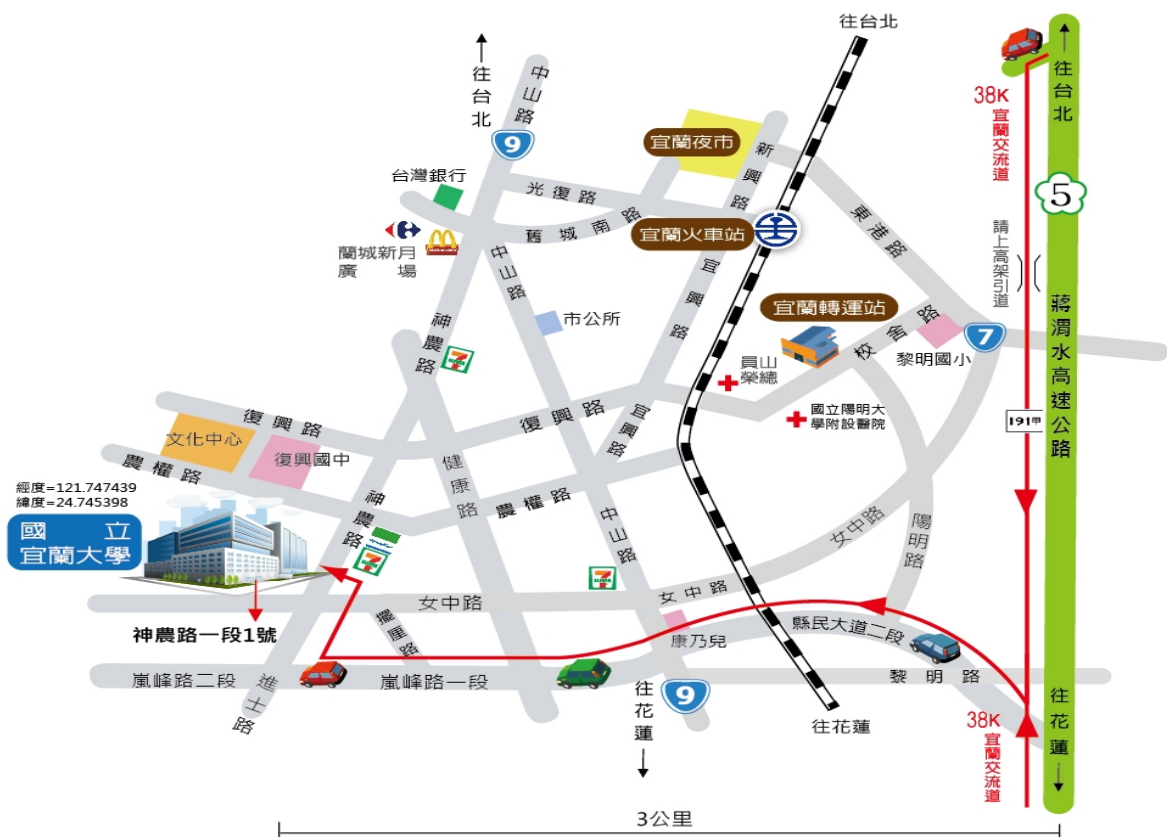 往台北
往台北
中山路
9
往台北
38K
宜蘭交流道
宜蘭夜市
新興路
台灣銀行
光復路
5
東港路
舊城南路
宜蘭火車站
蘭城新月
廣場
中山路
宜興路
請上高架引道
宜蘭轉運站
市公所
校舍路
7
蔣渭水高速公路
神農路
7
ELEVEN
員山
榮總
黎明國小
復興路
復興路
宜興路
國立陽明大
學附設醫院
191甲
文化中心
復興國中
健康路
農權路
農權路
經度=121.747439
緯度=24.745398
國立
宜蘭大學
神農路
7
ELEVEN
中山路
女中路
陽明路
7
ELEVEN
女中路
女中路
神農路一段1號
擺厘路
康乃兒
縣民大道二段
嵐峰路二段
進士路
嵐峰路一段
黎明路
9
往花蓮
往花蓮
往花蓮
38K
宜蘭交流道
3公里